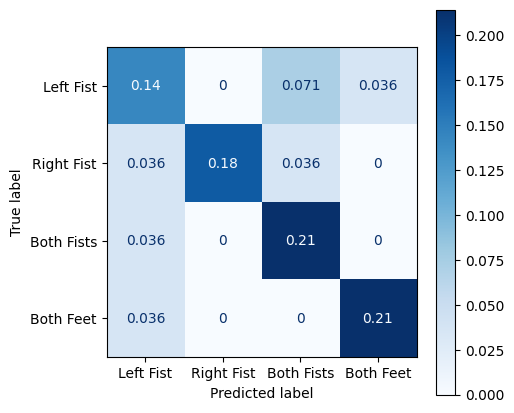 True label
Left Fist 0.14 0 0.071 0.036
Right Fist 0.036 0.18 0.036 0
Both Fists 0.036 0 0.21 0
Both Feet 0.036 0 0 0.21
Left Fist Right Fist Both Fists Both Feet
Predicted label
0.200
0.175
0.150
0.125
0.100
0.075
0.050
0.025
0.000